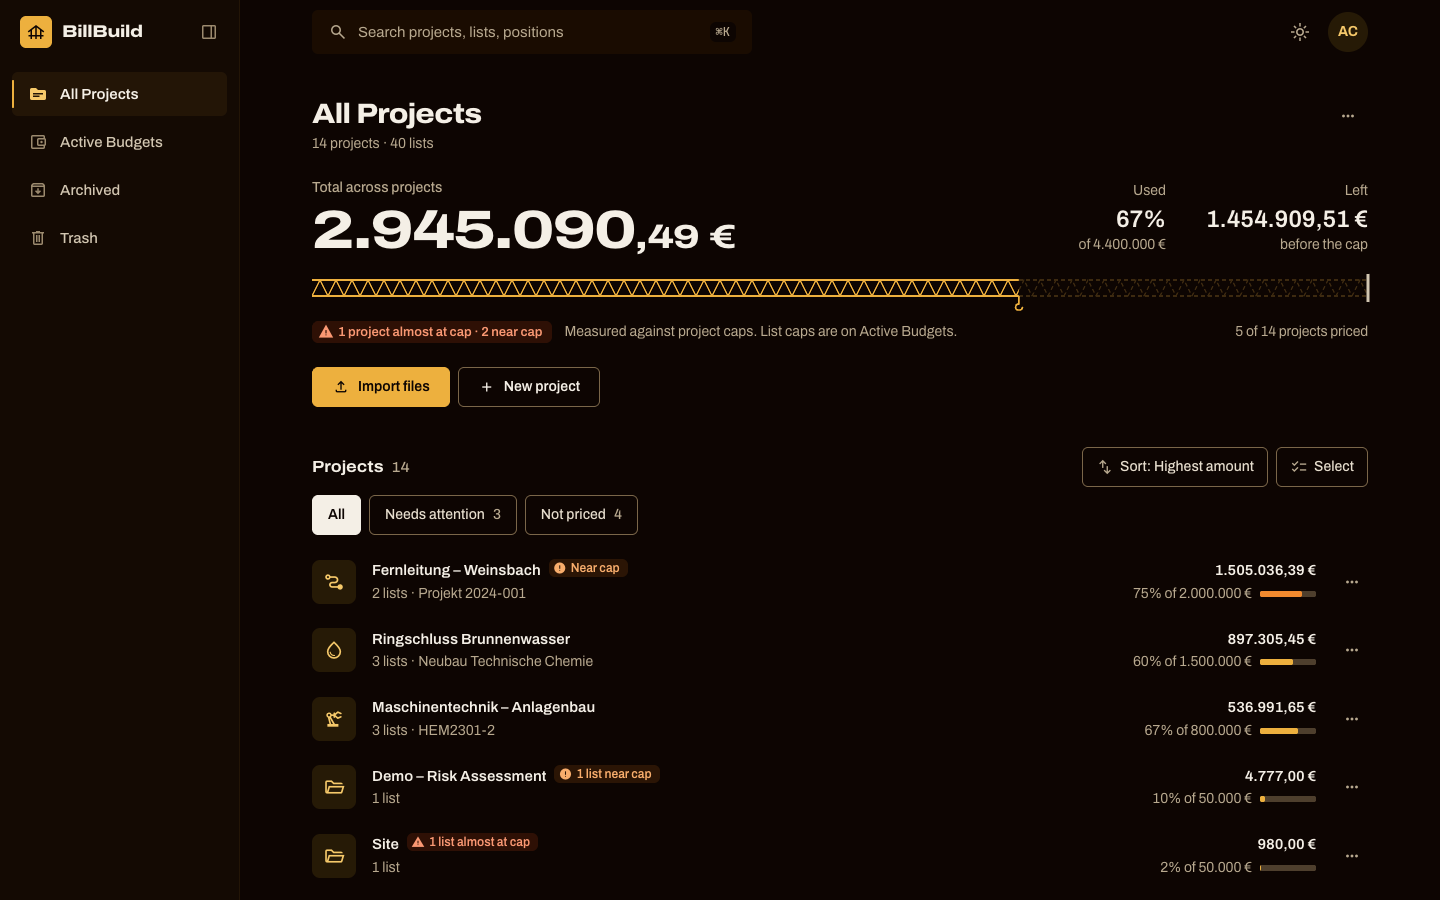 BillBuild
Search projects, lists, positions
⌘K
AC
All Projects
Active Budgets
Archived
Trash
All Projects
14 projects · 40 lists
Total across projects
2.945.090,49 €
Used
67%
of 4.400.000 €
Left
1.454.909,51 €
before the cap
1 project almost at cap · 2 near cap
Measured against project caps. List caps are on Active Budgets.
5 of 14 projects priced
Import files
New project
Projects 14
Sort: Highest amount
Select
All
Needs attention 3
Not priced 4
Fernleitung – Weinsbach
Near cap
1.505.036,39 €
2 lists · Projekt 2024-001
75% of 2.000.000 €
Ringschluss Brunnenwasser
897.305,45 €
3 lists · Neubau Technische Chemie
60% of 1.500.000 €
Maschinentechnik – Anlagenbau
536.991,65 €
3 lists · HEM2301-2
67% of 800.000 €
Demo – Risk Assessment
1 list near cap
4.777,00 €
1 list
10% of 50.000 €
Site
1 list almost at cap
980,00 €
1 list
2% of 50.000 €